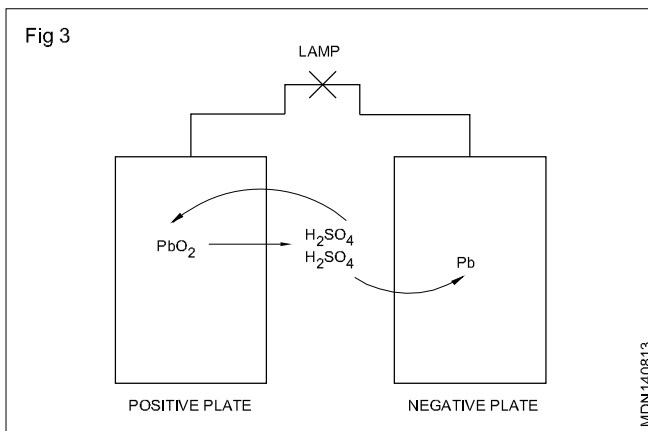 Fig 3
LAMP
PbO₂
H₂SO₄
H₂SO₄
Pb
POSITIVE PLATE
NEGATIVE PLATE
MDN140813